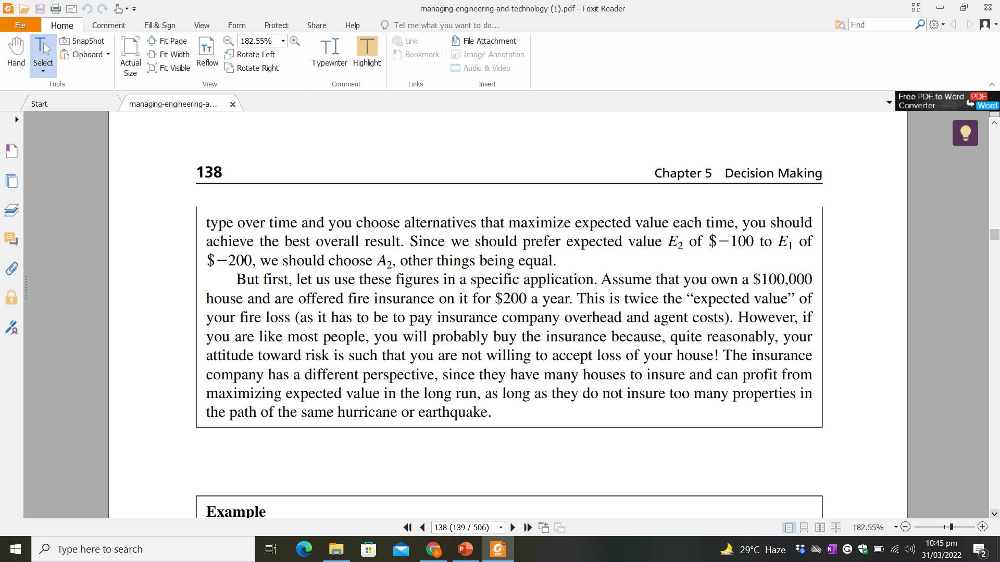 managing-engineering-and-technology (1).pdf - Foxit Reader
File Home Comment Fill & Sign View Form Protect Share Help Tell me what you want to do... Find
Hand
Select
SnapShot
Clipboard
Tools
Actual Size
Fit Page
Fit Width
Fit Visible
Reflow
182.55%
Rotate Left
Rotate Right
View
Typewriter
Highlight
Comment
Link
Bookmark
Links
File Attachment
Image Annotation
Audio & Video
Insert
Start
managing-engineering-a...
Free PDF to Word PDF
Converter Word
138 Chapter 5 Decision Making
type over time and you choose alternatives that maximize expected value each time, you should
achieve the best overall result. Since we should prefer expected value E₂ of $−100 to E₁ of
$−200, we should choose A₂, other things being equal.
But first, let us use these figures in a specific application. Assume that you own a $100,000
house and are offered fire insurance on it for $200 a year. This is twice the “expected value” of
your fire loss (as it has to be to pay insurance company overhead and agent costs). However, if
you are like most people, you will probably buy the insurance because, quite reasonably, your
attitude toward risk is such that you are not willing to accept loss of your house! The insurance
company has a different perspective, since they have many houses to insure and can profit from
maximizing expected value in the long run, as long as they do not insure too many properties in
the path of the same hurricane or earthquake.
Example
138 (139 / 506)
182.55%
Type here to search
29°C Haze
10:45 pm
31/03/2022
2